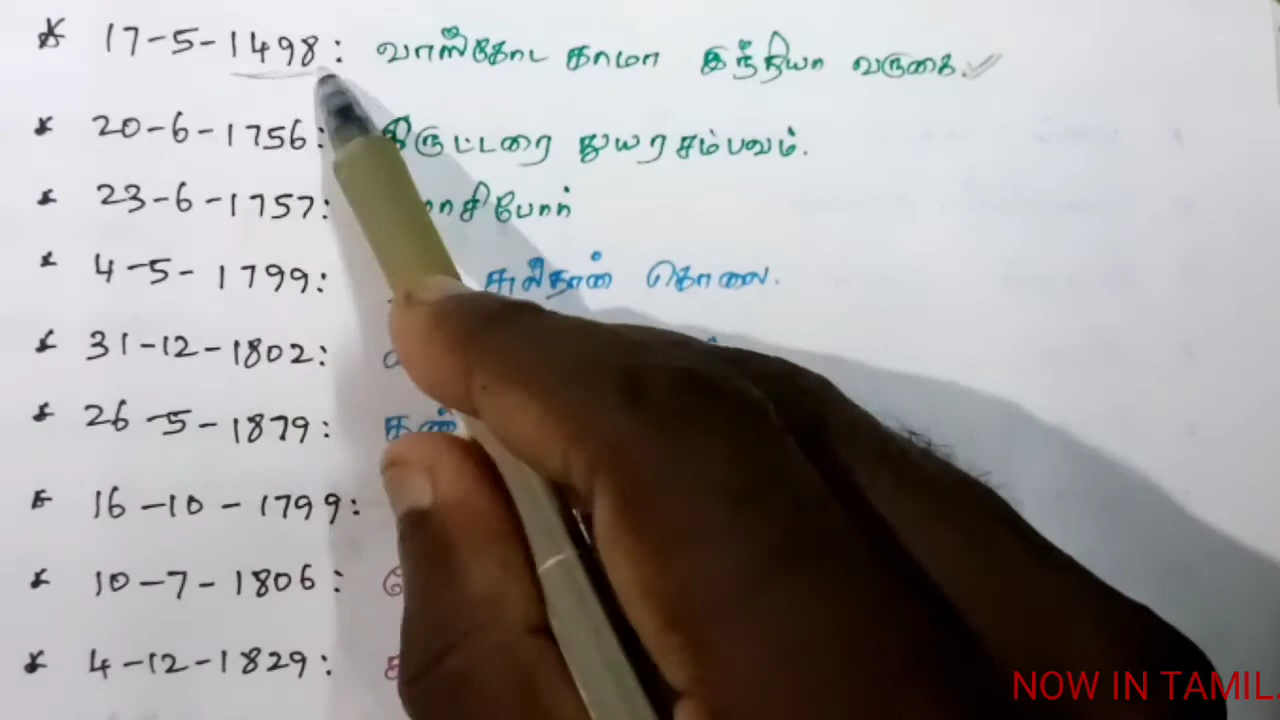 * 17-5-1498: வாஸ்கோட காமா இந்தியா வருகை.
* 20-6-1756: இருட்டறை துயர சம்பவம்.
* 23-6-1757:
* 4-5-1799: சுல்தான் கொலை.
* 31-12-1802:
* 26-5-1879:
* 16-10-1799:
* 10-7-1806:
* 4-12-1829:
NOW IN TAMIL.